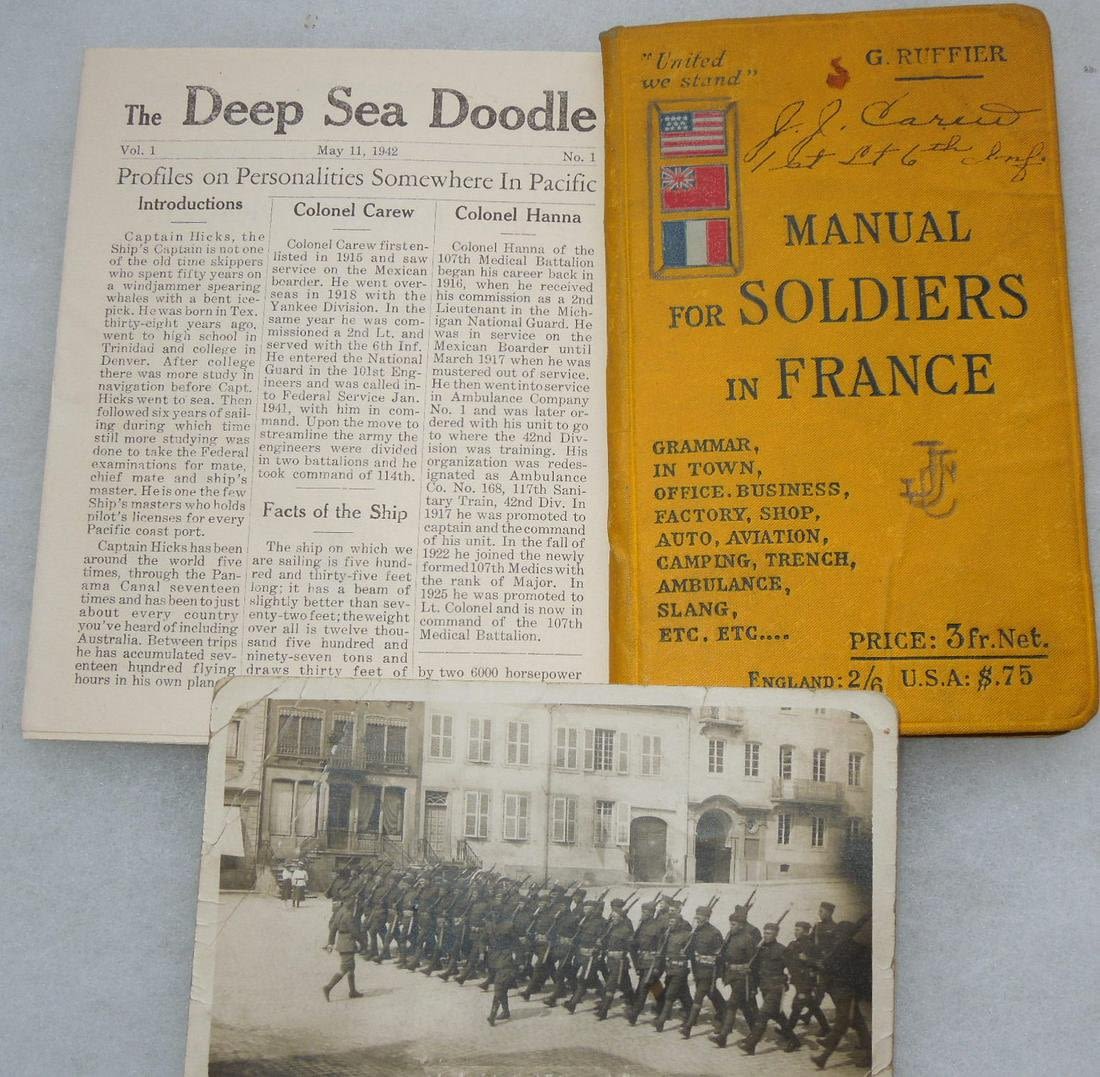 The Deep Sea Doodle
Vol. 1 May 11, 1942 No. 1
Profiles on Personalities Somewhere In Pacific
Introductions
Captain Hicks, the
Ship's Captain is not one
of the old time skippers
who spent fifty years on
a windjammer spearing
whales with a bent ice-
pick. He was born in Tex.
thirty-eight years ago,
went to high school in
Trinidad and college in
Denver. After college
there was more study in
navigation before Capt.
Hicks went to sea. Then
followed six years of sail-
ing during which time
still more studying was
done to take the Federal
examinations for mate,
chief mate and ship's
master. He is one the few
Ship's masters who holds
pilot's licenses for every
Pacific coast port.
Captain Hicks has been
around the world five
times, through the Pan-
ama Canal seventeen
times and has been to just
about every country
you've heard of including
Australia. Between trips
he has accumulated sev-
enteen hundred flying
hours in his own plane
Colonel Carew
Colonel Carew first en-
listed in 1915 and saw
service on the Mexican
boarder. He went over-
seas in 1918 with the
Yankee Division. In the
same year he was com-
missioned a 2nd Lt. and
served with the 6th Inf.
He entered the National
Guard in the 101st Eng-
ineers and was called in-
to Federal Service Jan.
1941, with him in com-
mand. Upon the move to
streamline the army the
engineers were divided
in two battalions and he
took command of 114th.
Facts of the Ship
The ship on which we
are sailing is five hund-
red and thirty-five feet
long; it has a beam of
slightly better than sev-
enty-two feet; the weight
over all is twelve thou-
sand five hundred and
ninety-seven tons and
draws thirty feet of
Colonel Hanna
Colonel Hanna of the
107th Medical Battalion
began his career back in
1916, when he received
his commission as a 2nd
Lieutenant in the Mich-
igan National Guard. He
was in service on the
Mexican Boarder until
March 1917 when he was
mustered out of service.
He then went into service
in Ambulance Company
No. 1 and was later or-
dered with his unit to go
to where the 42nd Div-
ision was training. His
organization was redes-
ignated as Ambulance
Co. No. 168, 117th Sani-
tary Train, 42nd Div. In
1917 he was promoted to
captain and the command
of his unit. In the fall of
1922 he joined the newly
formed 107th Medics with
the rank of Major. In
1925 he was promoted to
Lt. Colonel and is now in
command of the 107th
Medical Battalion.
by two 6000 horsepower
"United
we stand"
G. RUFFIER
J. J. Carew
1st Lt 6th Inf.
MANUAL
FOR SOLDIERS
IN FRANCE
GRAMMAR,
IN TOWN,
OFFICE. BUSINESS,
FACTORY, SHOP,
AUTO, AVIATION,
CAMPING, TRENCH,
AMBULANCE,
SLANG,
ETC. ETC....
JJC
PRICE: 3fr. Net.
ENGLAND: 2/6 U.S.A: $.75